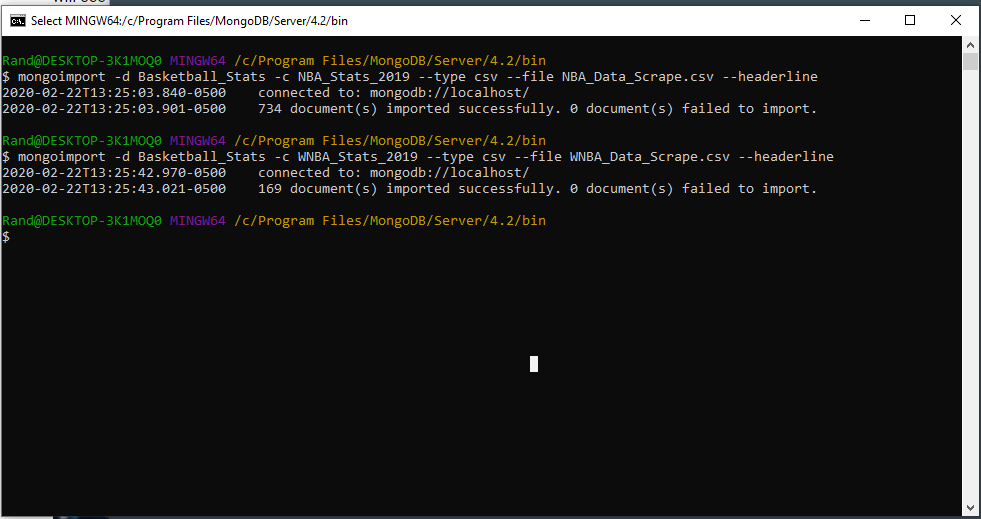 Select MINGW64:/c/Program Files/MongoDB/Server/4.2/bin
Rand@DESKTOP-3K1MOQ0 MINGW64 /c/Program Files/MongoDB/Server/4.2/bin
$ mongoimport -d Basketball_Stats -c NBA_Stats_2019 --type csv --file NBA_Data_Scrape.csv --headerline
2020-02-22T13:25:03.840-0500    connected to: mongodb://localhost/
2020-02-22T13:25:03.901-0500    734 document(s) imported successfully. 0 document(s) failed to import.
Rand@DESKTOP-3K1MOQ0 MINGW64 /c/Program Files/MongoDB/Server/4.2/bin
$ mongoimport -d Basketball_Stats -c WNBA_Stats_2019 --type csv --file WNBA_Data_Scrape.csv --headerline
2020-02-22T13:25:42.970-0500    connected to: mongodb://localhost/
2020-02-22T13:25:43.021-0500    169 document(s) imported successfully. 0 document(s) failed to import.
Rand@DESKTOP-3K1MOQ0 MINGW64 /c/Program Files/MongoDB/Server/4.2/bin
$